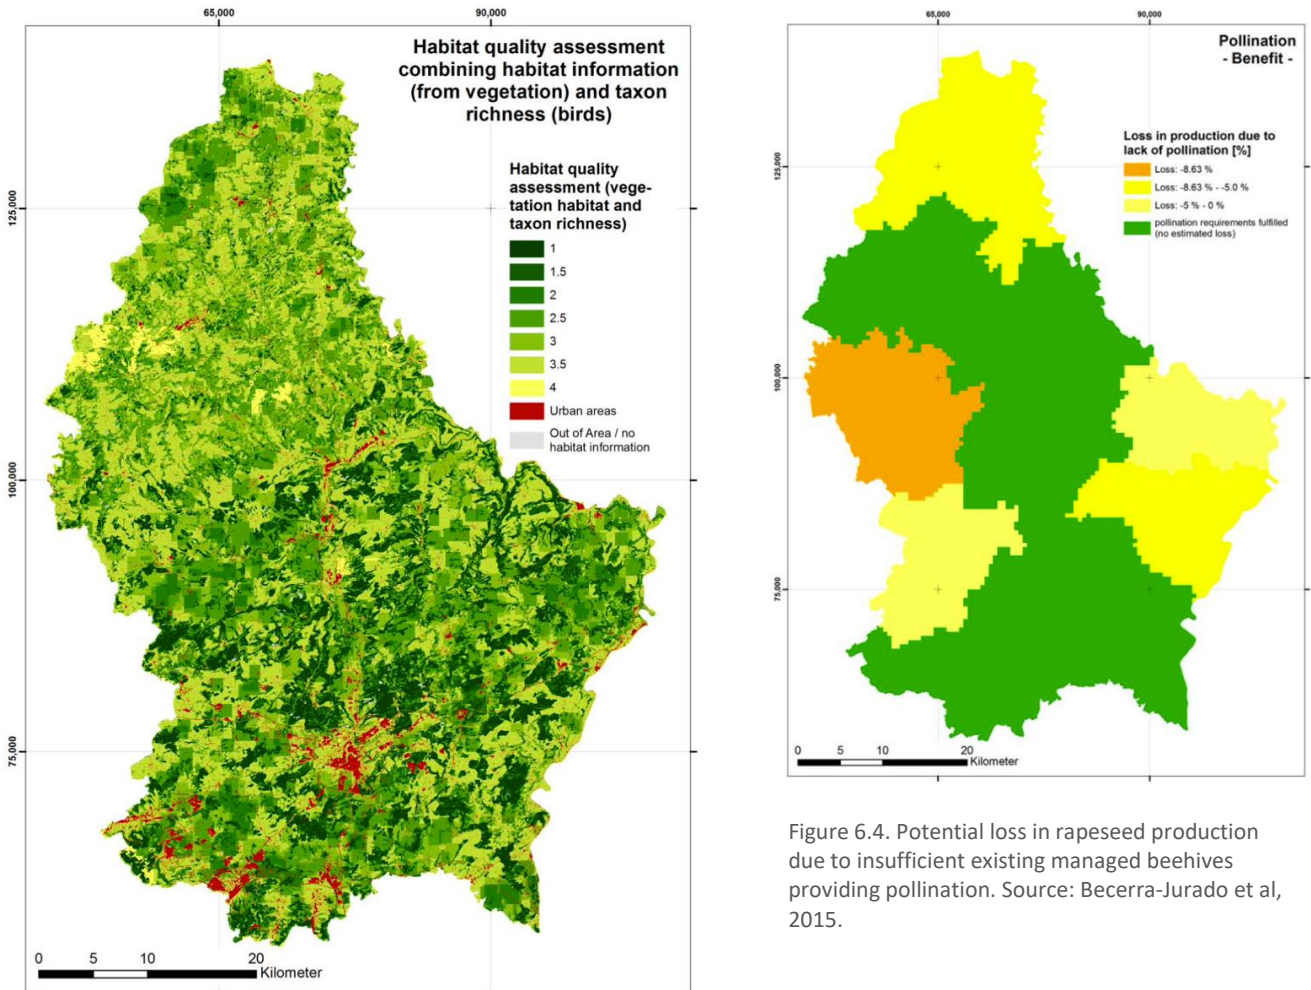 65,000
90,000
Habitat quality assessment
combining habitat information
(from vegetation) and taxon
richness (birds)
Habitat quality
assessment (vege-
tation habitat and
taxon richness)
1
1.5
2
2.5
3
3.5
4
Urban areas
Out of Area / no
habitat information
125,000
100,000
75,000
0 5 10 20
Kilometer
65,000
90,000
Pollination
- Benefit -
Loss in production due to
lack of pollination [%]
Loss: -8.63 %
Loss: -8.63 % - -5.0 %
Loss: -5 % - 0 %
pollination requirements fulfilled
(no estimated loss)
125,000
100,000
75,000
0 5 10 20
Kilometer
65,000
90,000
Figure 6.4. Potential loss in rapeseed production
due to insufficient existing managed beehives
providing pollination. Source: Becerra-Jurado et al,
2015.